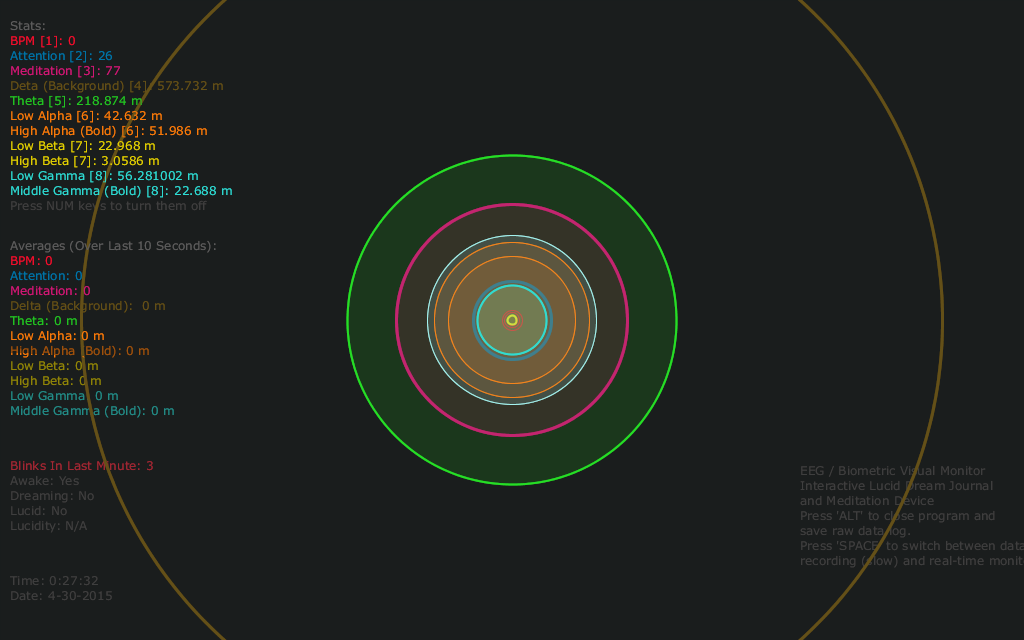 Stats:
BPM [1]: 0
Attention [2]: 26
Meditation [3]: 77
Deta (Background) [4]: 573.732 m
Theta [5]: 218.874 m
Low Alpha [6]: 42.632 m
High Alpha (Bold) [6]: 51.986 m
Low Beta [7]: 22.968 m
High Beta [7]: 3.0586 m
Low Gamma [8]: 56.281002 m
Middle Gamma (Bold) [8]: 22.688 m
Press NUM keys to turn them off
Averages (Over Last 10 Seconds):
BPM: 0
Attention: 0
Meditation: 0
Delta (Background): 0 m
Theta: 0 m
Low Alpha: 0 m
High Alpha (Bold): 0 m
Low Beta: 0 m
High Beta: 0 m
Low Gamma: 0 m
Middle Gamma (Bold): 0 m
Blinks In Last Minute: 3
Awake: Yes
Dreaming: No
Lucid: No
Lucidity: N/A
Time: 0:27:32
Date: 4-30-2015
EEG / Biometric Visual Monitor
Interactive Lucid Dream Journal
and Meditation Device
Press 'ALT' to close program and
save raw data log.
Press 'SPACE' to switch between data
recording (slow) and real-time monit